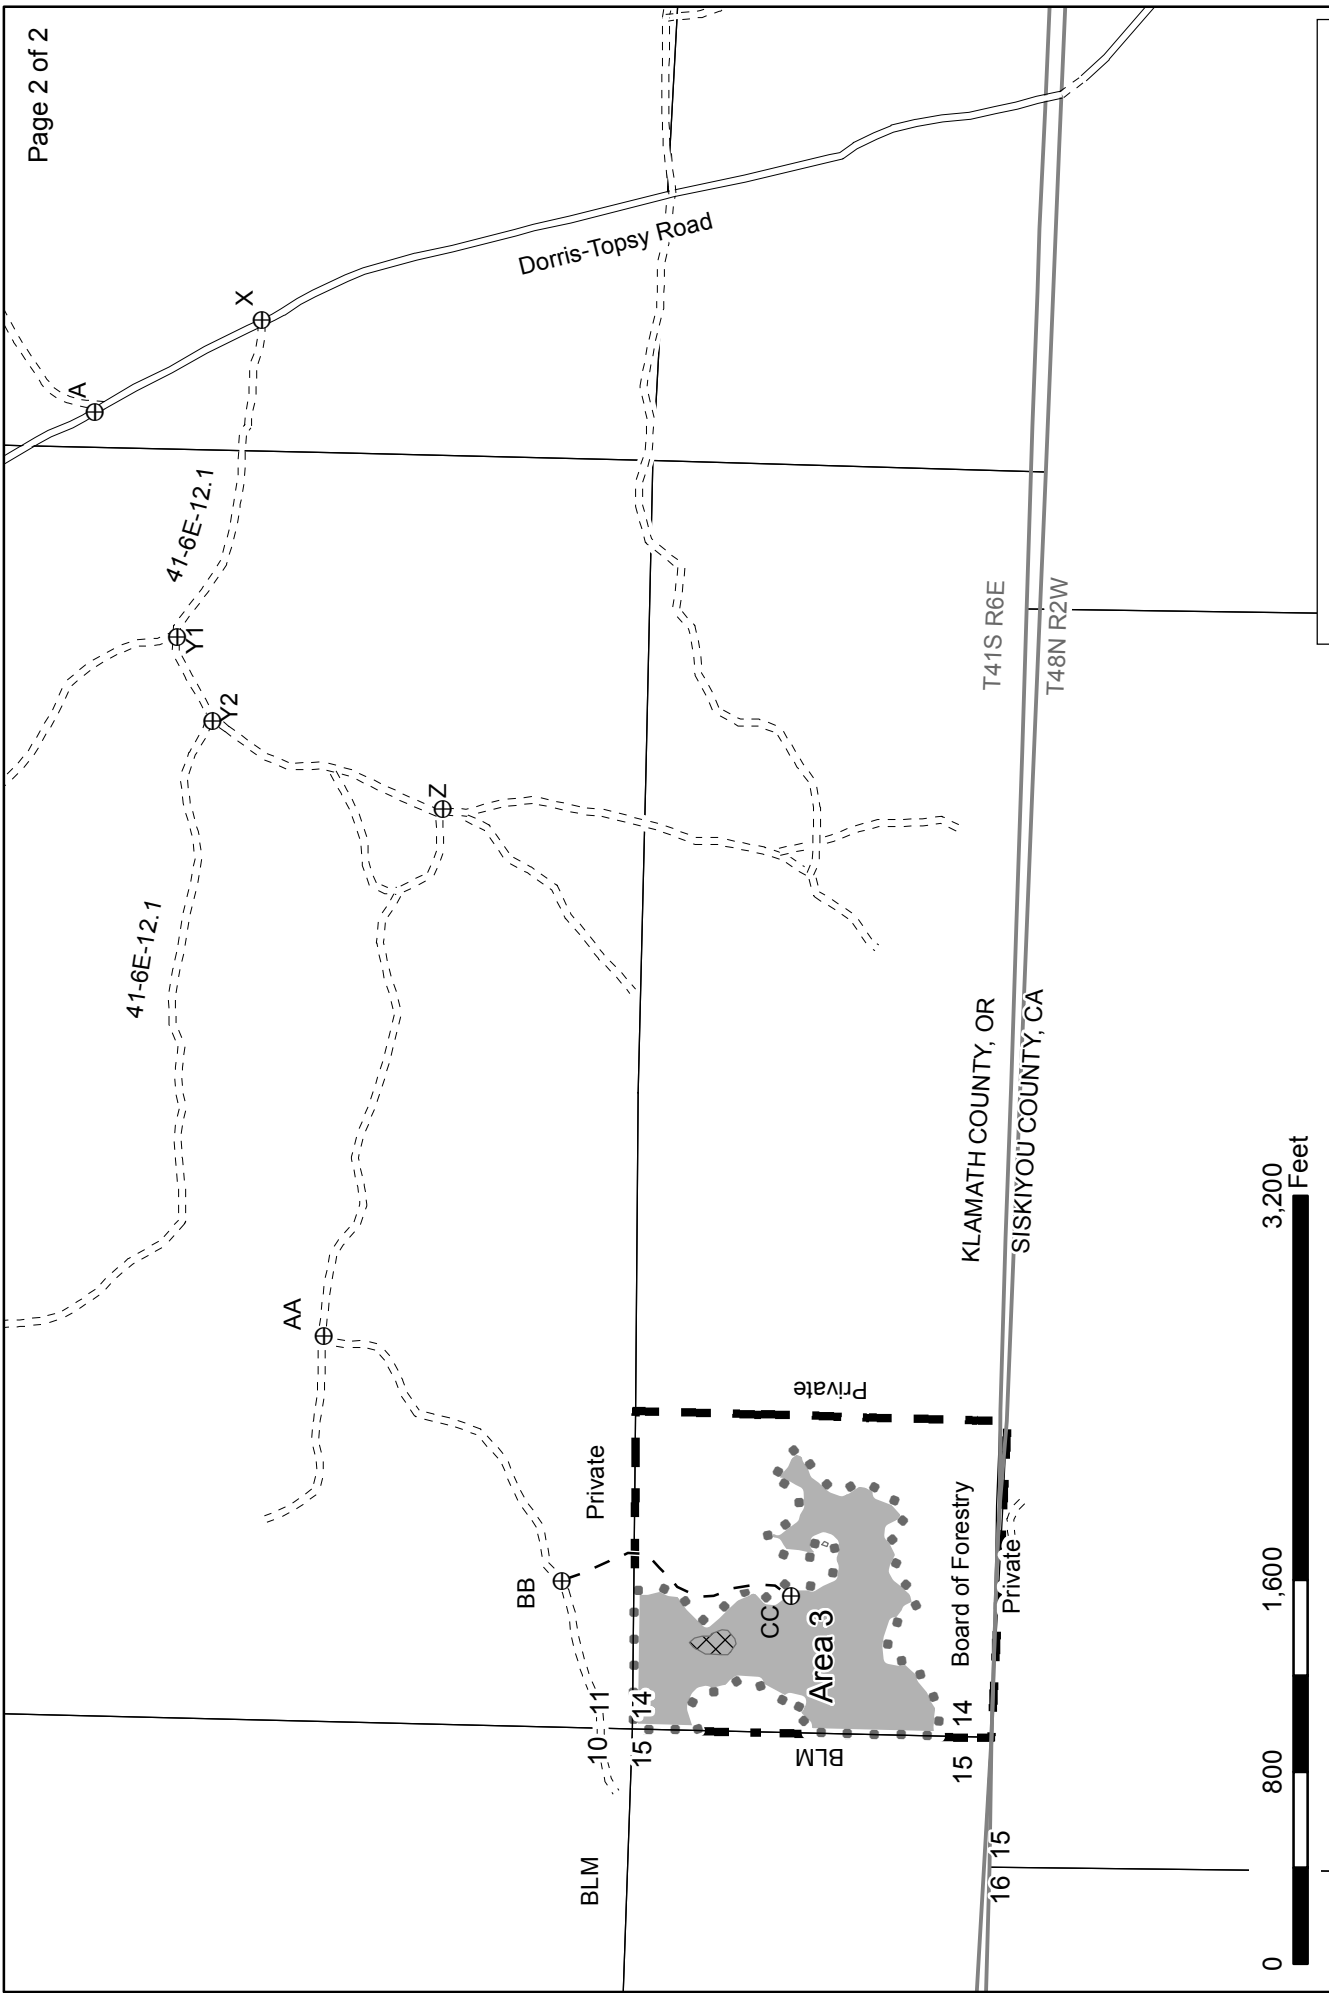 Page 2 of 2
A
X
41-6E-12.1
Dorris-Topsy Road
Y1
Y2
Z
41-6E-12.1
AA
T41S R6E
T48N R2W
KLAMATH COUNTY, OR
SISKIYOU COUNTY, CA
BB
Private
Private
CC
Area 3
Board of Forestry
Private
10 11
15 14
BLM
BLM
15 14
16 15
0 800 1,600 3,200
Feet